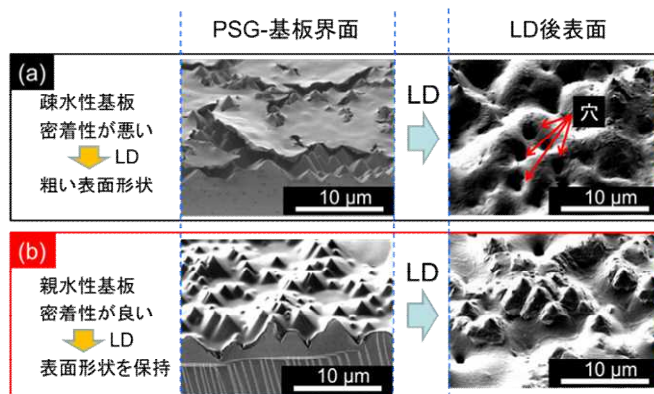 PSG-基板界面
LD後表面
(a)
疎水性基板
密着性が悪い
LD
粗い表面形状
10 μm
LD
穴
10 μm
(b)
親水性基板
密着性が良い
LD
表面形状を保持
10 μm
LD
10 μm